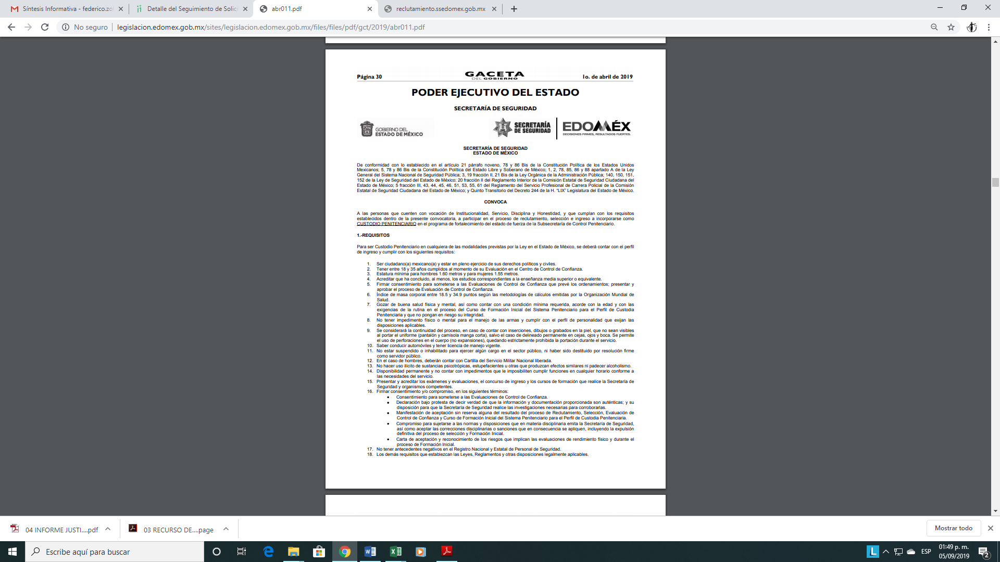 Síntesis Informativa - federico.zo
Detalle del Seguimiento de Solici
abr011.pdf
reclutamiento.ssedomex.gob.mx
No seguro
legislacion.edomex.gob.mx/sites/legislacion.edomex.gob.mx/files/files/pdf/gct/2019/abr011.pdf
Página 30
GACETA
DEL GOBIERNO
1o. de abril de 2019
PODER EJECUTIVO DEL ESTADO
SECRETARÍA DE SEGURIDAD
GOBIERNO DEL
ESTADO DE MÉXICO
SECRETARÍA
DE SEGURIDAD
EDOMÉX
DECISIONES FIRMES, RESULTADOS FUERTES.
SECRETARÍA DE SEGURIDAD
ESTADO DE MÉXICO
De conformidad con lo establecido en el artículo 21 párrafo noveno, 78 y 86 Bis de la Constitución Política de los Estados Unidos
Mexicanos; 5, 78 y 86 Bis de la Constitución Política del Estado Libre y Soberano de México; 1, 2, 78, 85, 86 y 88 apartado A de la Ley
General del Sistema Nacional de Seguridad Pública; 3, 19 fracción II, 21 Bis de la Ley Orgánica de la Administración Pública; 140, 150, 151,
152 de la Ley de Seguridad del Estado de México; 20 fracción II del Reglamento Interior de la Comisión Estatal de Seguridad Ciudadana del
Estado de México; 5 fracción III, 43, 44, 45, 46, 51, 53, 55, 61 del Reglamento del Servicio Profesional de Carrera Policial de la Comisión
Estatal de Seguridad Ciudadana del Estado de México; y Quinto Transitorio del Decreto 244 de la H. "LIX" Legislatura del Estado de México.
CONVOCA
A las personas que cuenten con vocación de Institucionalidad, Servicio, Disciplina y Honestidad, y que cumplan con los requisitos
establecidos dentro de la presente convocatoria, a participar en el proceso de reclutamiento, selección e ingreso a incorporarse como
CUSTODIO PENITENCIARIO en el programa de fortalecimiento del estado de fuerza de la Subsecretaría de Control Penitenciario.
1.-REQUISITOS
Para ser Custodio Penitenciario en cualquiera de las modalidades previstas por la Ley en el Estado de México, se deberá contar con el perfil
de ingreso y cumplir con los siguientes requisitos:
1. Ser ciudadano(a) mexicano(a) y estar en pleno ejercicio de sus derechos políticos y civiles.
2. Tener entre 18 y 35 años cumplidos al momento de su Evaluación en el Centro de Control de Confianza.
3. Estatura mínima para hombres 1.60 metros y para mujeres 1.55 metros.
4. Acreditar que ha concluido, al menos, los estudios correspondientes a la enseñanza media superior o equivalente.
5. Firmar consentimiento para someterse a las Evaluaciones de Control de Confianza que prevé los ordenamientos; presentar y
aprobar el proceso de Evaluación de Control de Confianza.
6. Índice de masa corporal entre 18.5 y 34.9 puntos según las metodologías de cálculos emitidas por la Organización Mundial de
Salud.
7. Gozar de buena salud física y mental, así como contar con una condición mínima requerida, acorde con la edad y con las
exigencias de la rutina en el proceso del Curso de Formación Inicial del Sistema Penitenciario para el Perfil de Custodia
Penitenciaria y que no pongan en riesgo su integridad.
8. No tener impedimento físico o mental para el manejo de las armas y cumplir con el perfil de personalidad que exijan las
disposiciones aplicables.
9. Se considerará la continuidad del proceso, en caso de contar con inserciones, dibujos o grabados en la piel, que no sean visibles
al portar el uniforme (pantalón y camisola manga corta), salvo el caso de delineado permanente en cejas, ojos y boca. Se permite
el uso de perforaciones en el cuerpo (no expansiones), quedando estrictamente prohibida la portación durante el servicio.
10. Saber conducir automóviles y tener licencia de manejo vigente.
11. No estar suspendido o inhabilitado para ejercer algún cargo en el sector público, ni haber sido destituido por resolución firme
como servidor público.
12. En el caso de hombres, deberán contar con Cartilla del Servicio Militar Nacional liberada.
13. No hacer uso ilícito de sustancias psicotrópicas, estupefacientes u otras que produzcan efectos similares ni padecer alcoholismo.
14. Disponibilidad permanente y no contar con impedimentos que le imposibiliten cumplir funciones en cualquier horario conforme a
las necesidades del servicio.
15. Presentar y acreditar los exámenes y evaluaciones, el concurso de ingreso y los cursos de formación que realice la Secretaría de
Seguridad y organismos competentes.
16. Firmar consentimiento y/o compromiso, en los siguientes términos:
• Consentimiento para someterse a las Evaluaciones de Control de Confianza.
• Declaración bajo protesta de decir verdad de que la información y documentación proporcionada son auténticas; y su
disposición para que la Secretaría de Seguridad realice las investigaciones necesarias para corroborarlas.
• Manifestación de aceptación sin reserva alguna del resultado del proceso de Reclutamiento, Selección, Evaluación de
Control de Confianza y Curso de Formación Inicial del Sistema Penitenciario para el Perfil de Custodia Penitenciaria.
• Compromiso para sujetarse a las normas y disposiciones que en materia disciplinaria emita la Secretaría de Seguridad,
así como aceptar las correcciones disciplinarias o sanciones que en consecuencia se apliquen, incluyendo la expulsión
definitiva del proceso de selección y Formación Inicial.
• Carta de aceptación y reconocimiento de los riesgos que implican las evaluaciones de rendimiento físico y durante el
proceso de Formación Inicial.
17. No tener antecedentes negativos en el Registro Nacional y Estatal de Personal de Seguridad.
18. Los demás requisitos que establezcan las Leyes, Reglamentos y otras disposiciones legalmente aplicables.
04 INFORME JUSTI....pdf
03 RECURSO DE....page
Mostrar todo
Escribe aquí para buscar
ESP
01:49 p. m.
05/09/2019
2